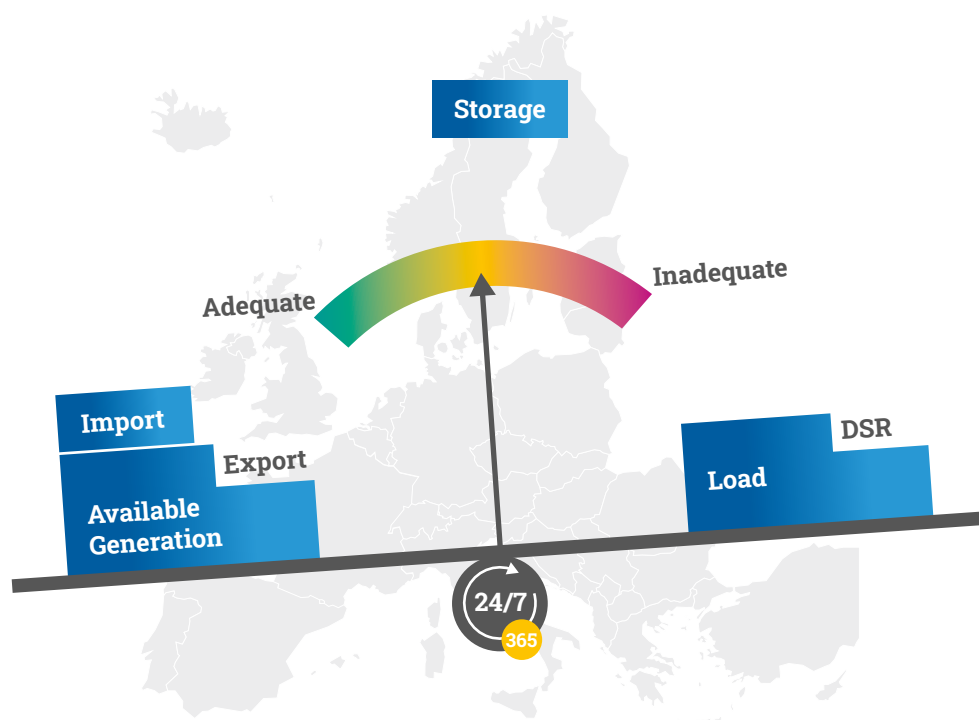 Storage
Adequate
Inadequate
Import
Export
Available
Generation
DSR
Load
24/7
365